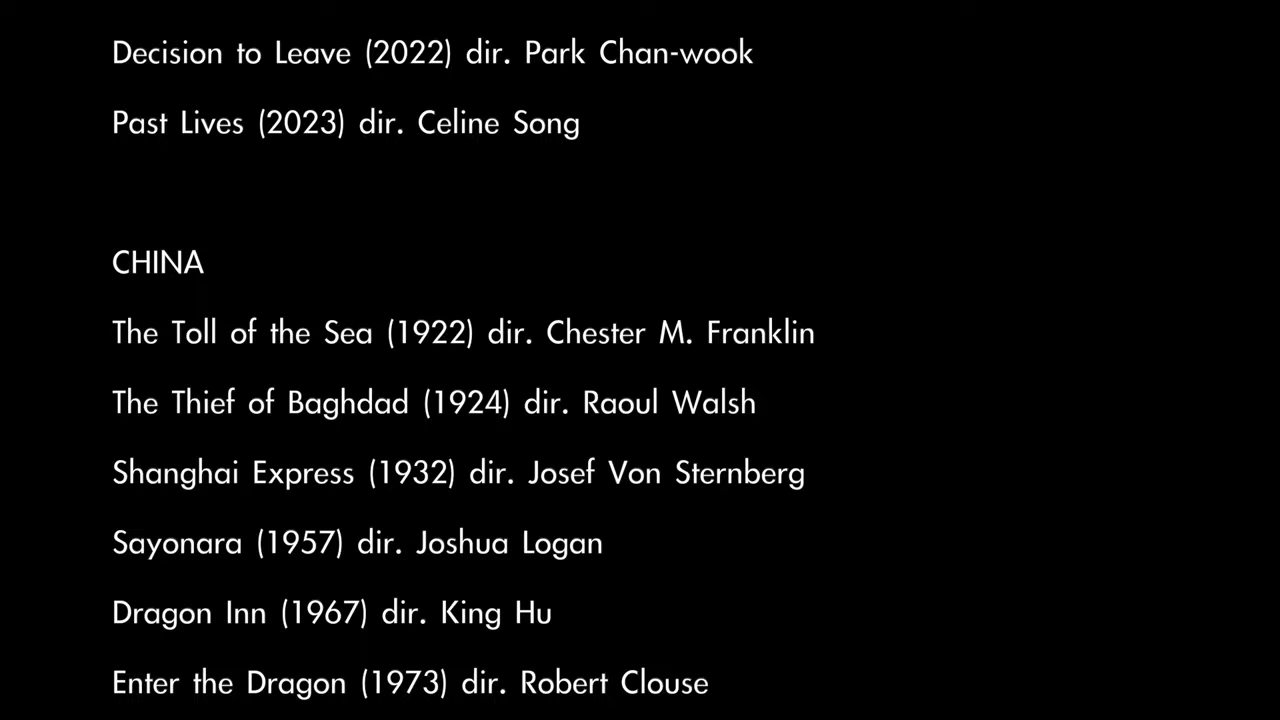 Decision to Leave (2022) dir. Park Chan-wook
Past Lives (2023) dir. Celine Song
CHINA
The Toll of the Sea (1922) dir. Chester M. Franklin
The Thief of Baghdad (1924) dir. Raoul Walsh
Shanghai Express (1932) dir. Josef Von Sternberg
Sayonara (1957) dir. Joshua Logan
Dragon Inn (1967) dir. King Hu
Enter the Dragon (1973) dir. Robert Clouse